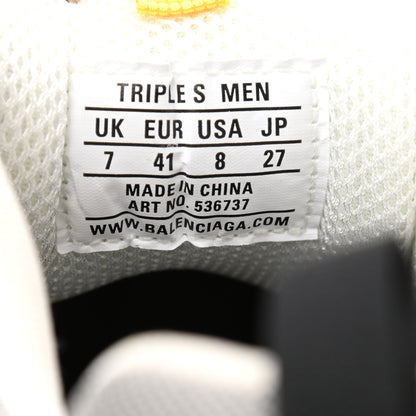 TRIPLE S MEN
UK EUR USA JP
7 41 8 27
MADE IN CHINA
ART NO. 536737
WWW.BALENCIAGA.COM